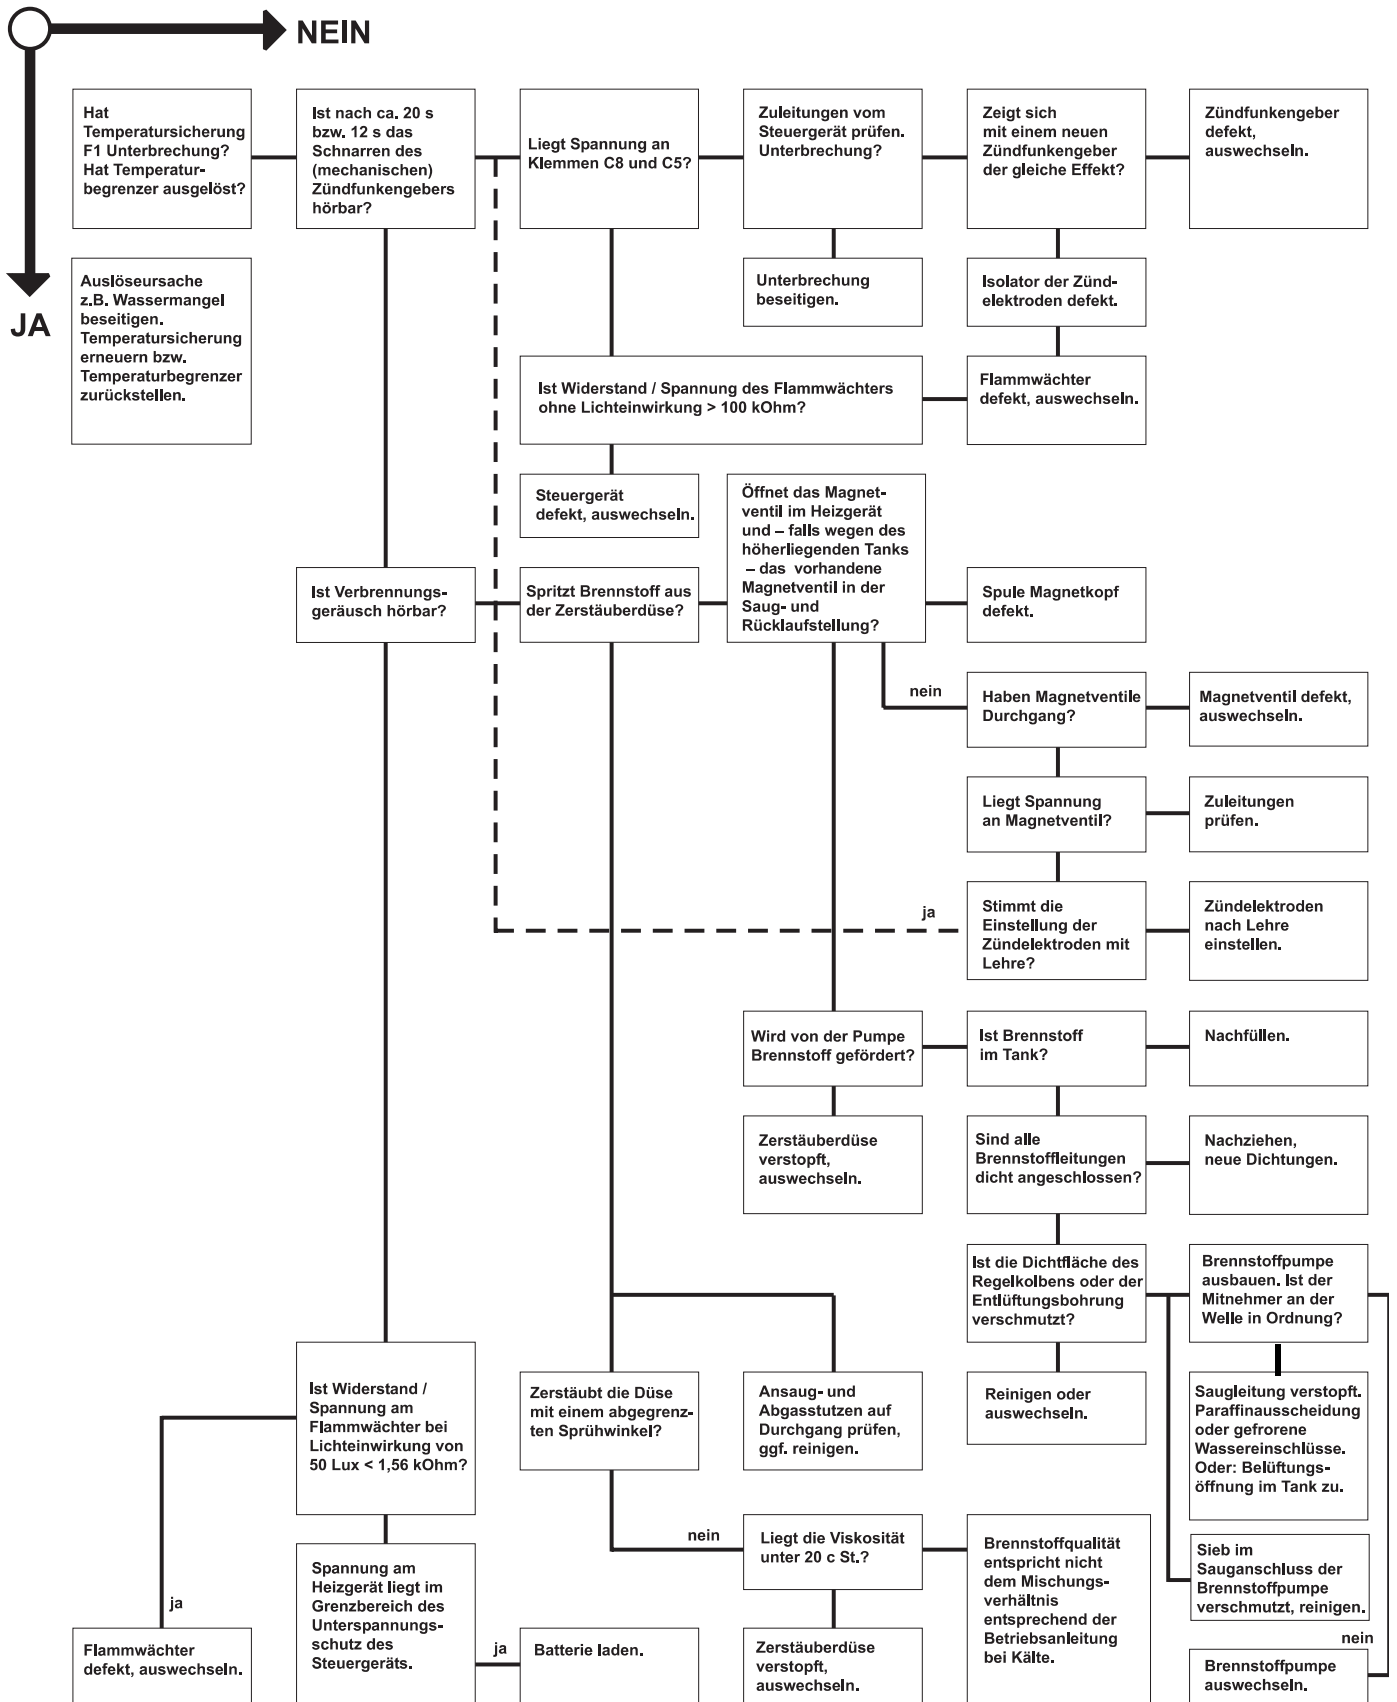 NEIN
JA
Hat
Temperatursicherung
F1 Unterbrechung?
Hat Temperatur-
begrenzer ausgelöst?
Ist nach ca. 20 s
bzw. 12 s das
Schnarren des
(mechanischen)
Zündfunkengebers
hörbar?
Liegt Spannung an
Klemmen C8 und C5?
Zuleitungen vom
Steuergerät prüfen.
Unterbrechung?
Zeigt sich
mit einem neuen
Zündfunkengeber
der gleiche Effekt?
Zündfunkengeber
defekt,
auswechseln.
Auslöseursache
z.B. Wassermangel
beseitigen.
Temperatursicherung
erneuern bzw.
Temperaturbegrenzer
zurückstellen.
Unterbrechung
beseitigen.
Isolator der Zünd-
elektroden defekt.
Ist Widerstand / Spannung des Flammwächters
ohne Lichteinwirkung > 100 kOhm?
Flammwächter
defekt, auswechseln.
Steuergerät
defekt, auswechseln.
Öffnet das Magnet-
ventil im Heizgerät
und – falls wegen des
höherliegenden Tanks
– das vorhandene
Magnetventil in der
Saug- und
Rücklaufstellung?
Ist Verbrennungs-
geräusch hörbar?
Spritzt Brennstoff aus
der Zerstäuberdüse?
Spule Magnetkopf
defekt.
nein
Haben Magnetventile
Durchgang?
Magnetventil defekt,
auswechseln.
Liegt Spannung
an Magnetventil?
Zuleitungen
prüfen.
ja
Stimmt die
Einstellung der
Zündelektroden mit
Lehre?
Zündelektroden
nach Lehre
einstellen.
Wird von der Pumpe
Brennstoff gefördert?
Ist Brennstoff
im Tank?
Nachfüllen.
Zerstäuberdüse
verstopft,
auswechseln.
Sind alle
Brennstoffleitungen
dicht angeschlossen?
Nachziehen,
neue Dichtungen.
Ist die Dichtfläche des
Regelkolbens oder der
Entlüftungsbohrung
verschmutzt?
Brennstoffpumpe
ausbauen. Ist der
Mitnehmer an der
Welle in Ordnung?
Ist Widerstand /
Spannung am
Flammwächter bei
Lichteinwirkung von
50 Lux < 1,56 kOhm?
Zerstäubt die Düse
mit einem abgegrenz-
ten Sprühwinkel?
Ansaug- und
Abgasstutzen auf
Durchgang prüfen,
ggf. reinigen.
Reinigen oder
auswechseln.
Saugleitung verstopft.
Paraffinausscheidung
oder gefrorene
Wassereinschlüsse.
Oder: Belüftungs-
öffnung im Tank zu.
nein
Liegt die Viskosität
unter 20 c St.?
Brennstoffqualität
entspricht nicht
dem Mischungs-
verhältnis
entsprechend der
Betriebsanleitung
bei Kälte.
Sieb im
Sauganschluss der
Brennstoffpumpe
verschmutzt, reinigen.
Spannung am
Heizgerät liegt im
Grenzbereich des
Unterspannungs-
schutz des
Steuergeräts.
ja
Flammwächter
defekt, auswechseln.
ja
Batterie laden.
Zerstäuberdüse
verstopft,
auswechseln.
nein
Brennstoffpumpe
auswechseln.